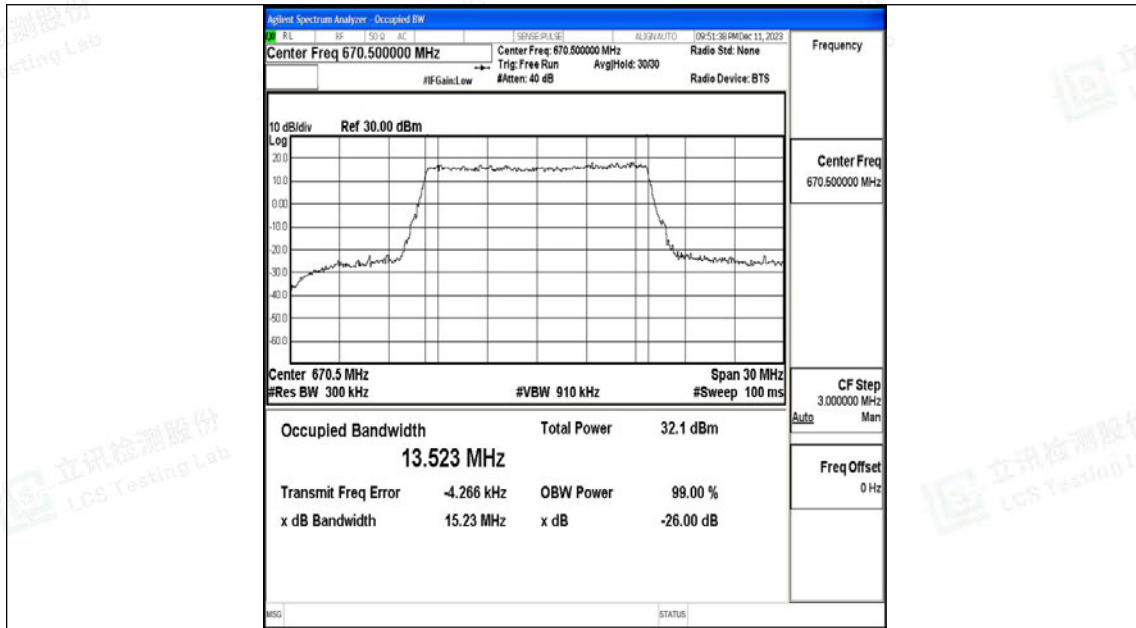 Agilent Spectrum Analyzer - Occupied BW
RL RF 50 Ω AC SENSE:PULSE ALIGN AUTO 09:51:38 PM Dec 11, 2023
Center Freq 670.500000 MHz
Center Freq: 670.500000 MHz
Radio Std: None
Trig: Free Run Avg|Hold: 30/30
#IFGain:Low
#Atten: 40 dB
Radio Device: BTS
10 dB/div Ref 30.00 dBm
Log
20.0
10.0
0.00
-10.0
-20.0
-30.0
-40.0
-50.0
-60.0
Center 670.5 MHz Span 30 MHz
#Res BW 300 kHz #VBW 910 kHz #Sweep 100 ms
Occupied Bandwidth Total Power 32.1 dBm
13.523 MHz
Transmit Freq Error -4.266 kHz OBW Power 99.00 %
x dB Bandwidth 15.23 MHz x dB -26.00 dB
MSG STATUS
Frequency
Center Freq
670.500000 MHz
CF Step
3.000000 MHz
Auto Man
Freq Offset
0 Hz
立讯检测股份
LCS Testing Lab
立讯检测股份
LCS Testing L
测股份
esting Lab
立